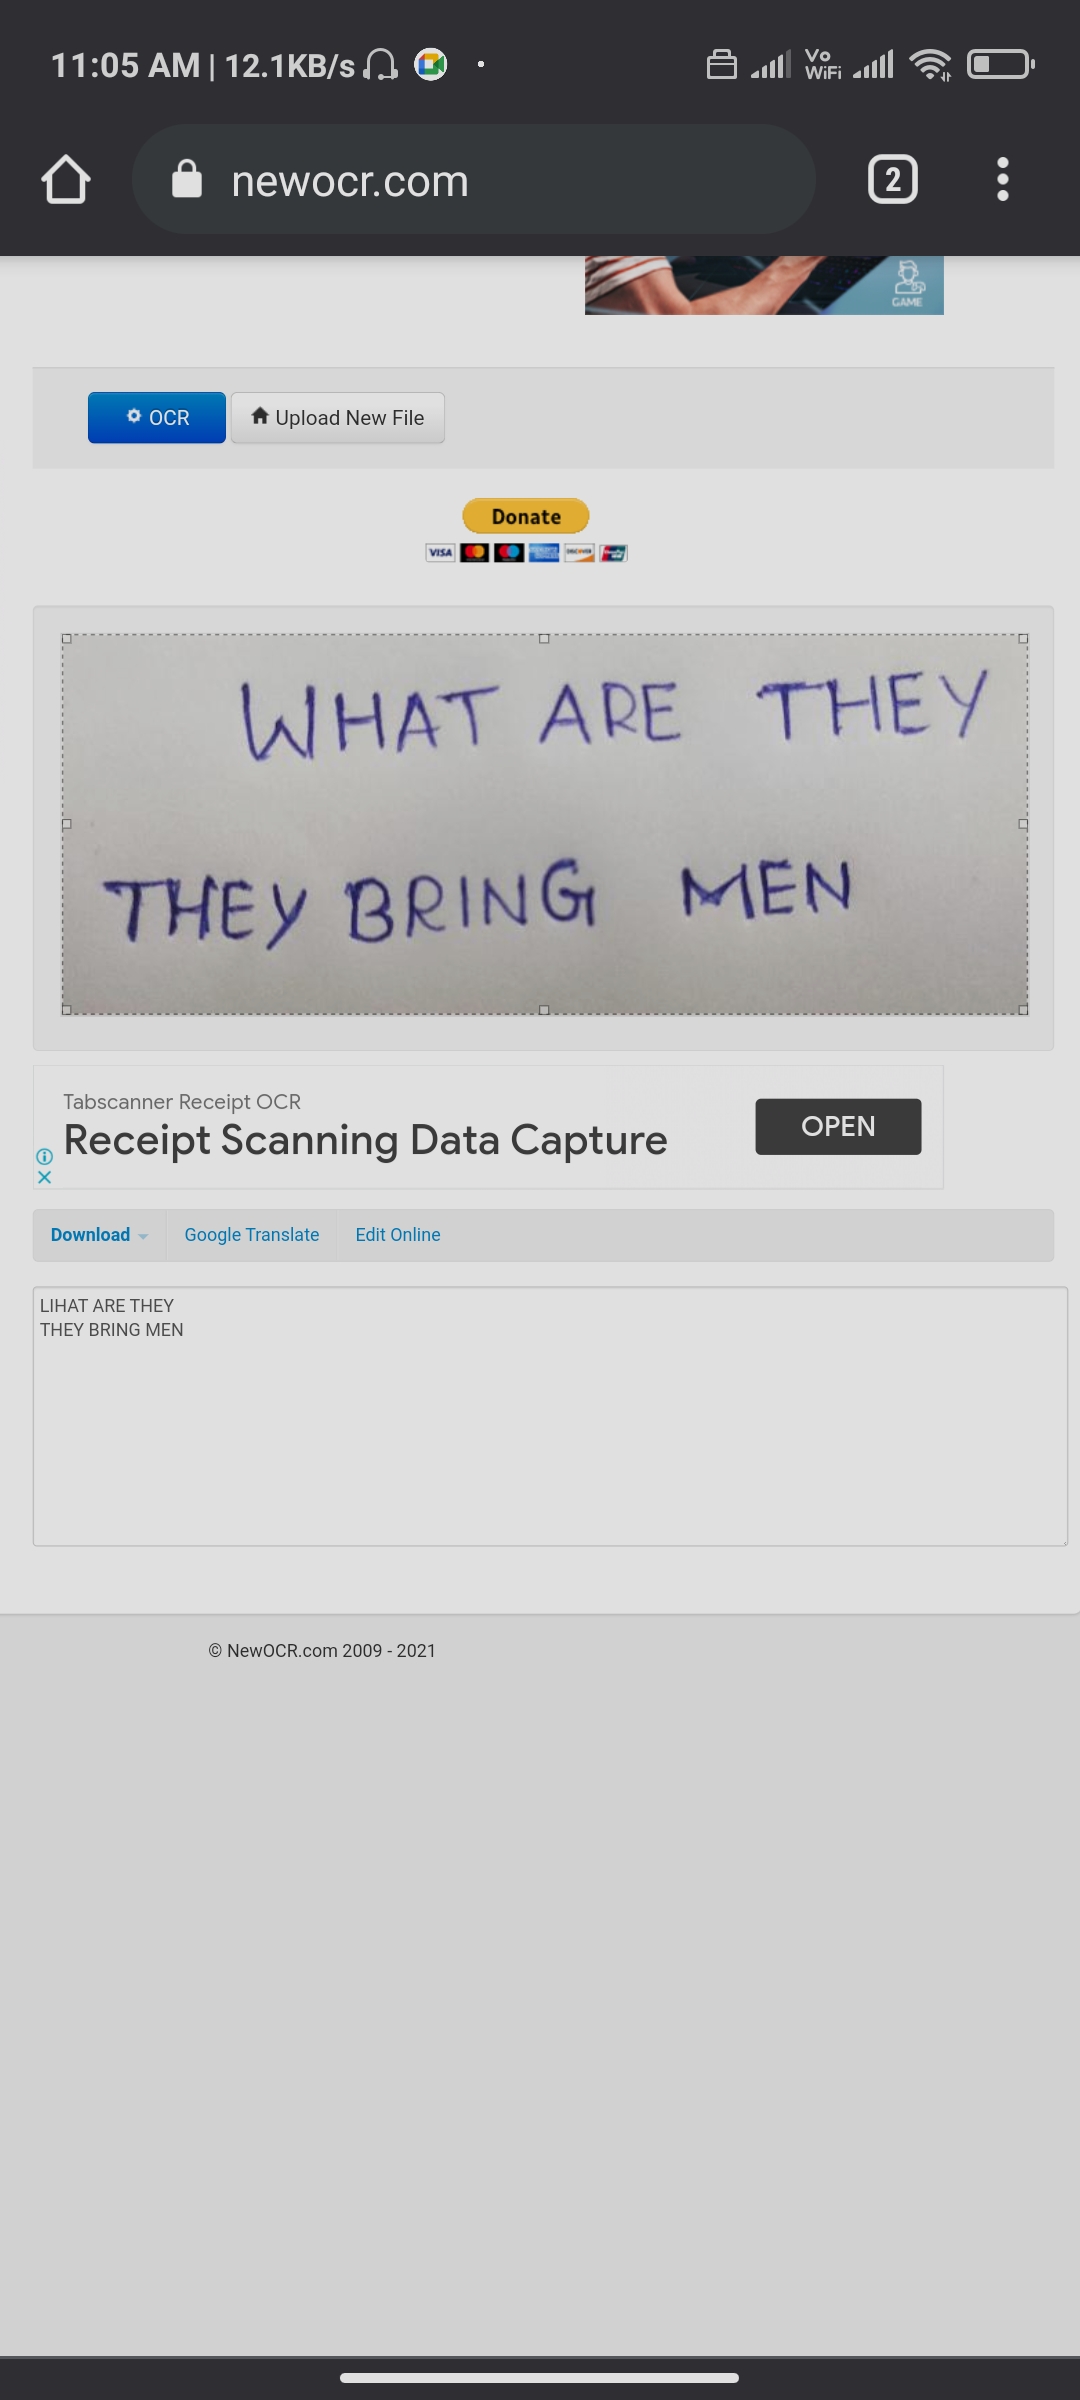 11:05 AM | 12.1KB/s
Vo
WiFi
newocr.com
2
GAME
OCR
Upload New File
Donate
VISA
DISCOVER
WHAT ARE THEY
THEY BRING MEN
Tabscanner Receipt OCR
Receipt Scanning Data Capture
OPEN
Download
Google Translate
Edit Online
LIHAT ARE THEY
THEY BRING MEN
© NewOCR.com 2009 - 2021